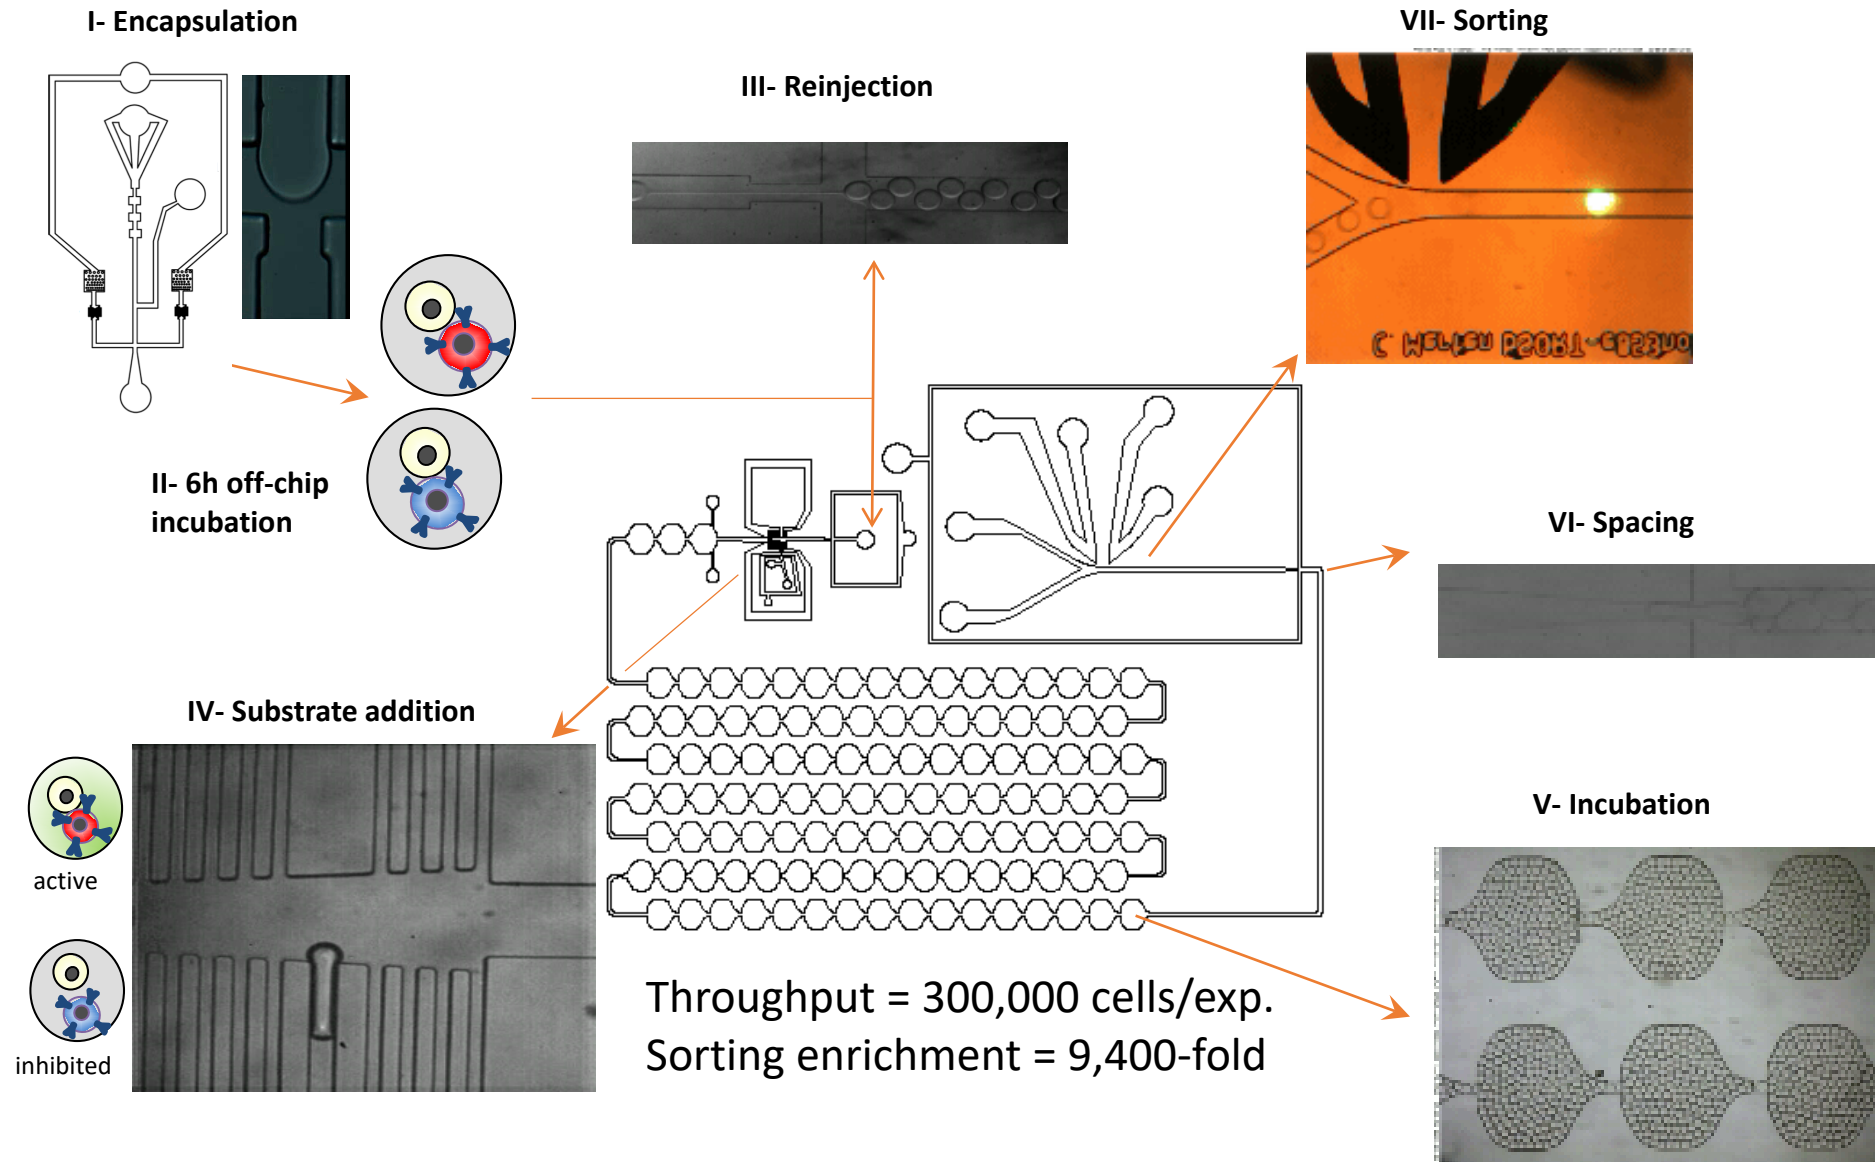 I- Encapsulation
VII- Sorting
III- Reinjection
II- 6h off-chip
incubation
VI- Spacing
IV- Substrate addition
V- Incubation
active
inhibited
Throughput = 300,000 cells/exp.
Sorting enrichment = 9,400-fold